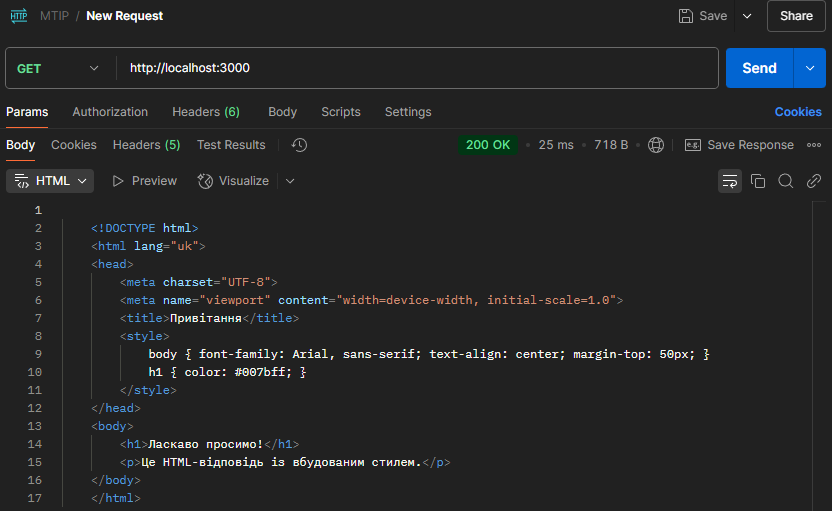 HTTP MTIP / New Request Save Share
GET http://localhost:3000 Send
Params Authorization Headers (6) Body Scripts Settings Cookies
Body Cookies Headers (5) Test Results 200 OK 25 ms 718 B e.g. Save Response
HTML Preview Visualize
1
2 <!DOCTYPE html>
3 <html lang="uk">
4 <head>
5 <meta charset="UTF-8">
6 <meta name="viewport" content="width=device-width, initial-scale=1.0">
7 <title>Привітання</title>
8 <style>
9 body { font-family: Arial, sans-serif; text-align: center; margin-top: 50px; }
10 h1 { color: #007bff; }
11 </style>
12 </head>
13 <body>
14 <h1>Ласкаво просимо!</h1>
15 <p>Це HTML-відповідь із вбудованим стилем.</p>
16 </body>
17 </html>